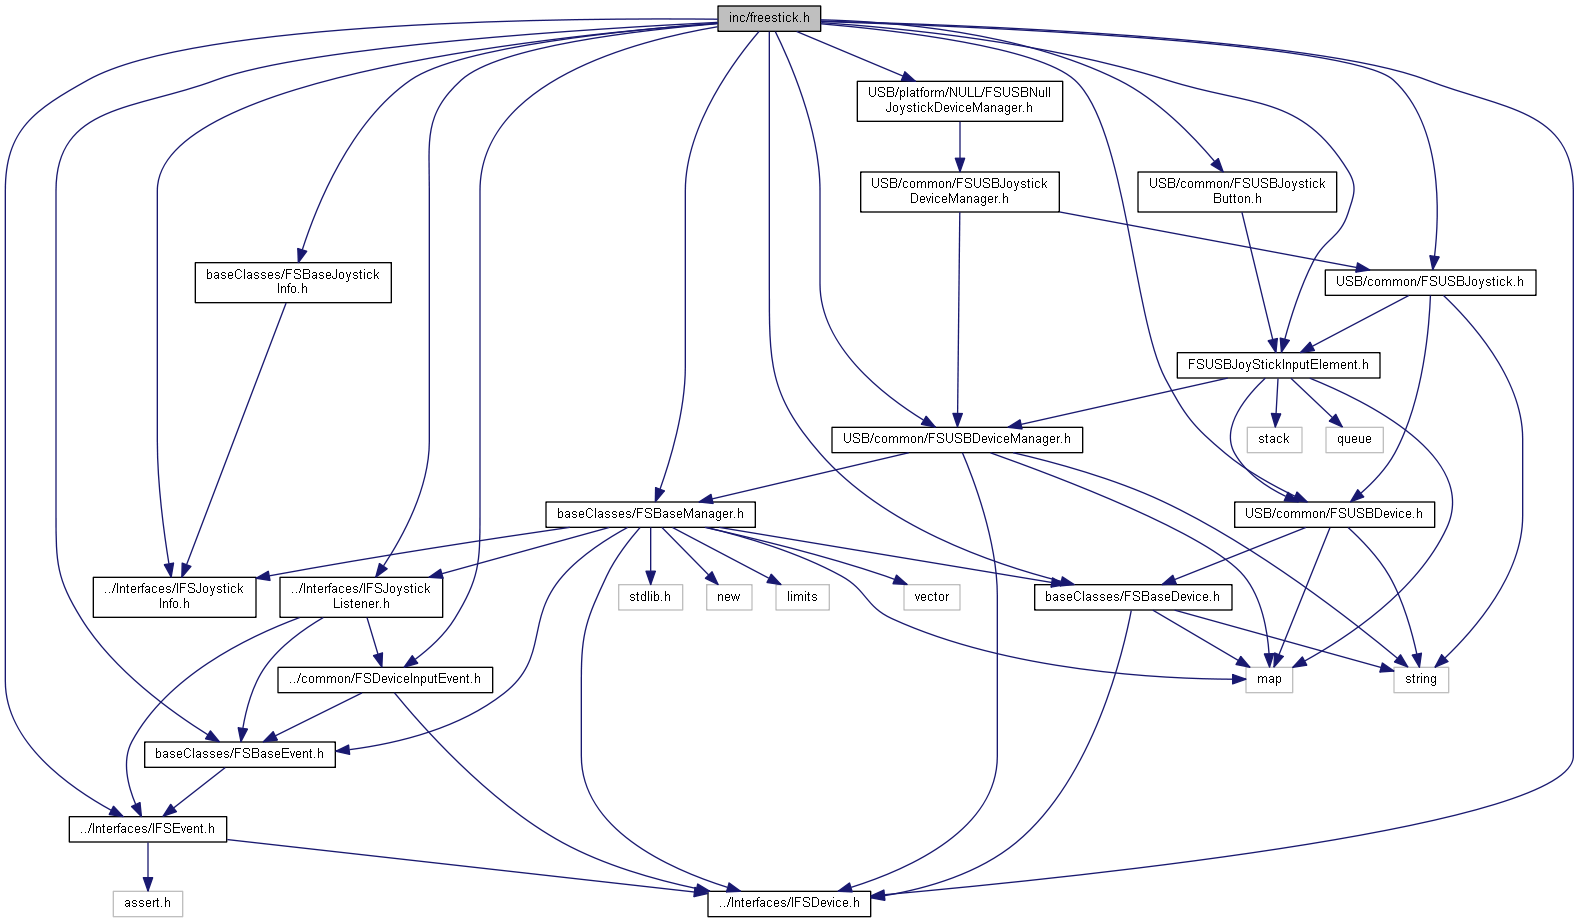 inc/freestick.h
USB/platform/NULL/FSUSBNull
JoystickDeviceManager.h
USB/common/FSUSBJoystick
DeviceManager.h
USB/common/FSUSBJoystick
Button.h
baseClasses/FSBaseJoystick
Info.h
USB/common/FSUSBJoystick.h
FSUSBJoyStickInputElement.h
USB/common/FSUSBDeviceManager.h
stack
queue
baseClasses/FSBaseManager.h
USB/common/FSUSBDevice.h
../Interfaces/IFSJoystick
Info.h
../Interfaces/IFSJoystick
Listener.h
stdlib.h
new
limits
vector
baseClasses/FSBaseDevice.h
../common/FSDeviceInputEvent.h
map
string
baseClasses/FSBaseEvent.h
../Interfaces/IFSEvent.h
assert.h
../Interfaces/IFSDevice.h